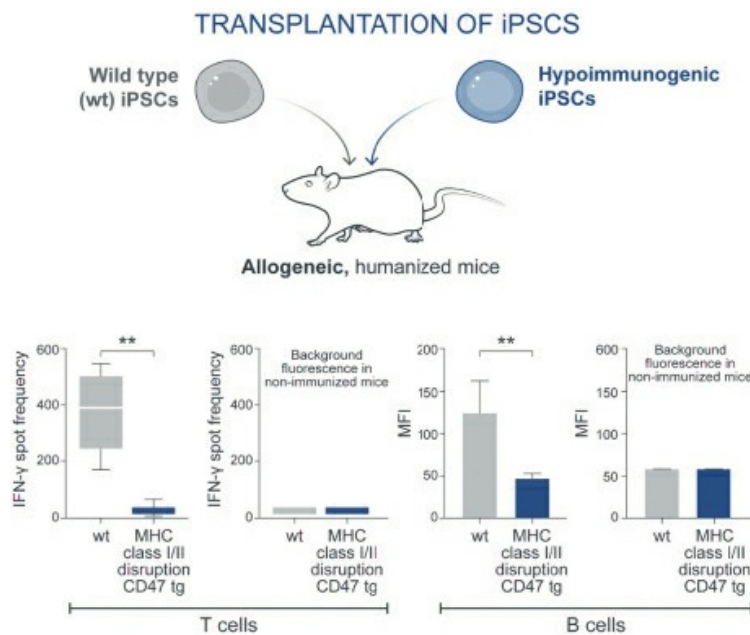 TRANSPLANTATION OF iPSCS
Wild type
(wt) iPSCs
Hypoimmunogenic
iPSCs
Allogeneic, humanized mice
IFN-γ spot frequency
600
400
200
0
**
wt
MHC
class I/II
disruption
CD47 tg
IFN-γ spot frequency
600
400
200
0
Background
fluorescence in
non-immunized mice
wt
MHC
class I/II
disruption
CD47 tg
T cells
MFI
200
150
100
50
0
**
wt
MHC
class I/II
disruption
CD47 tg
MFI
600
150
100
50
0
Background
fluorescence in
non-immunized mice
wt
MHC
class I/II
disruption
CD47 tg
B cells